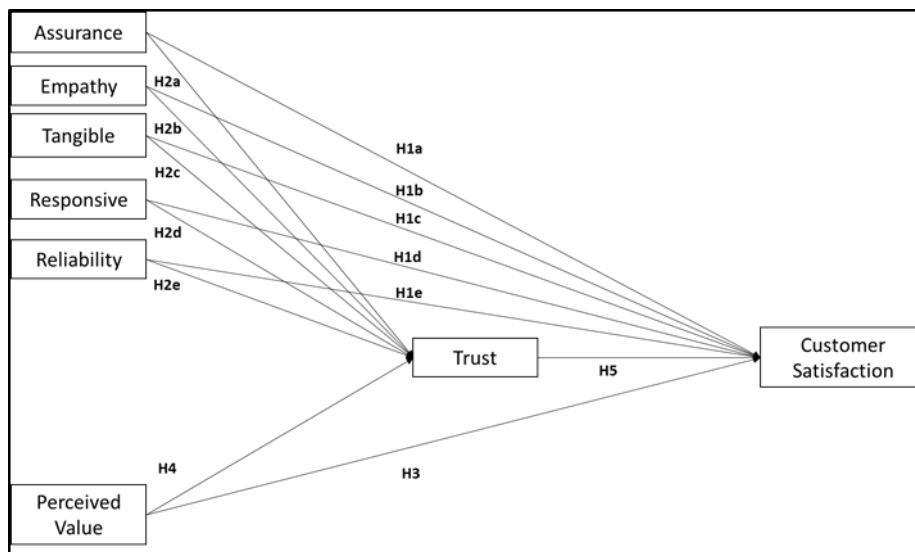 Assurance
Empathy
H2a
Tangible
H2b
H1a
H2c
Responsive
H1b
H1c
H2d
Reliability
H1d
H2e
H1e
Trust
Customer
Satisfaction
H5
H4
H3
Perceived
Value